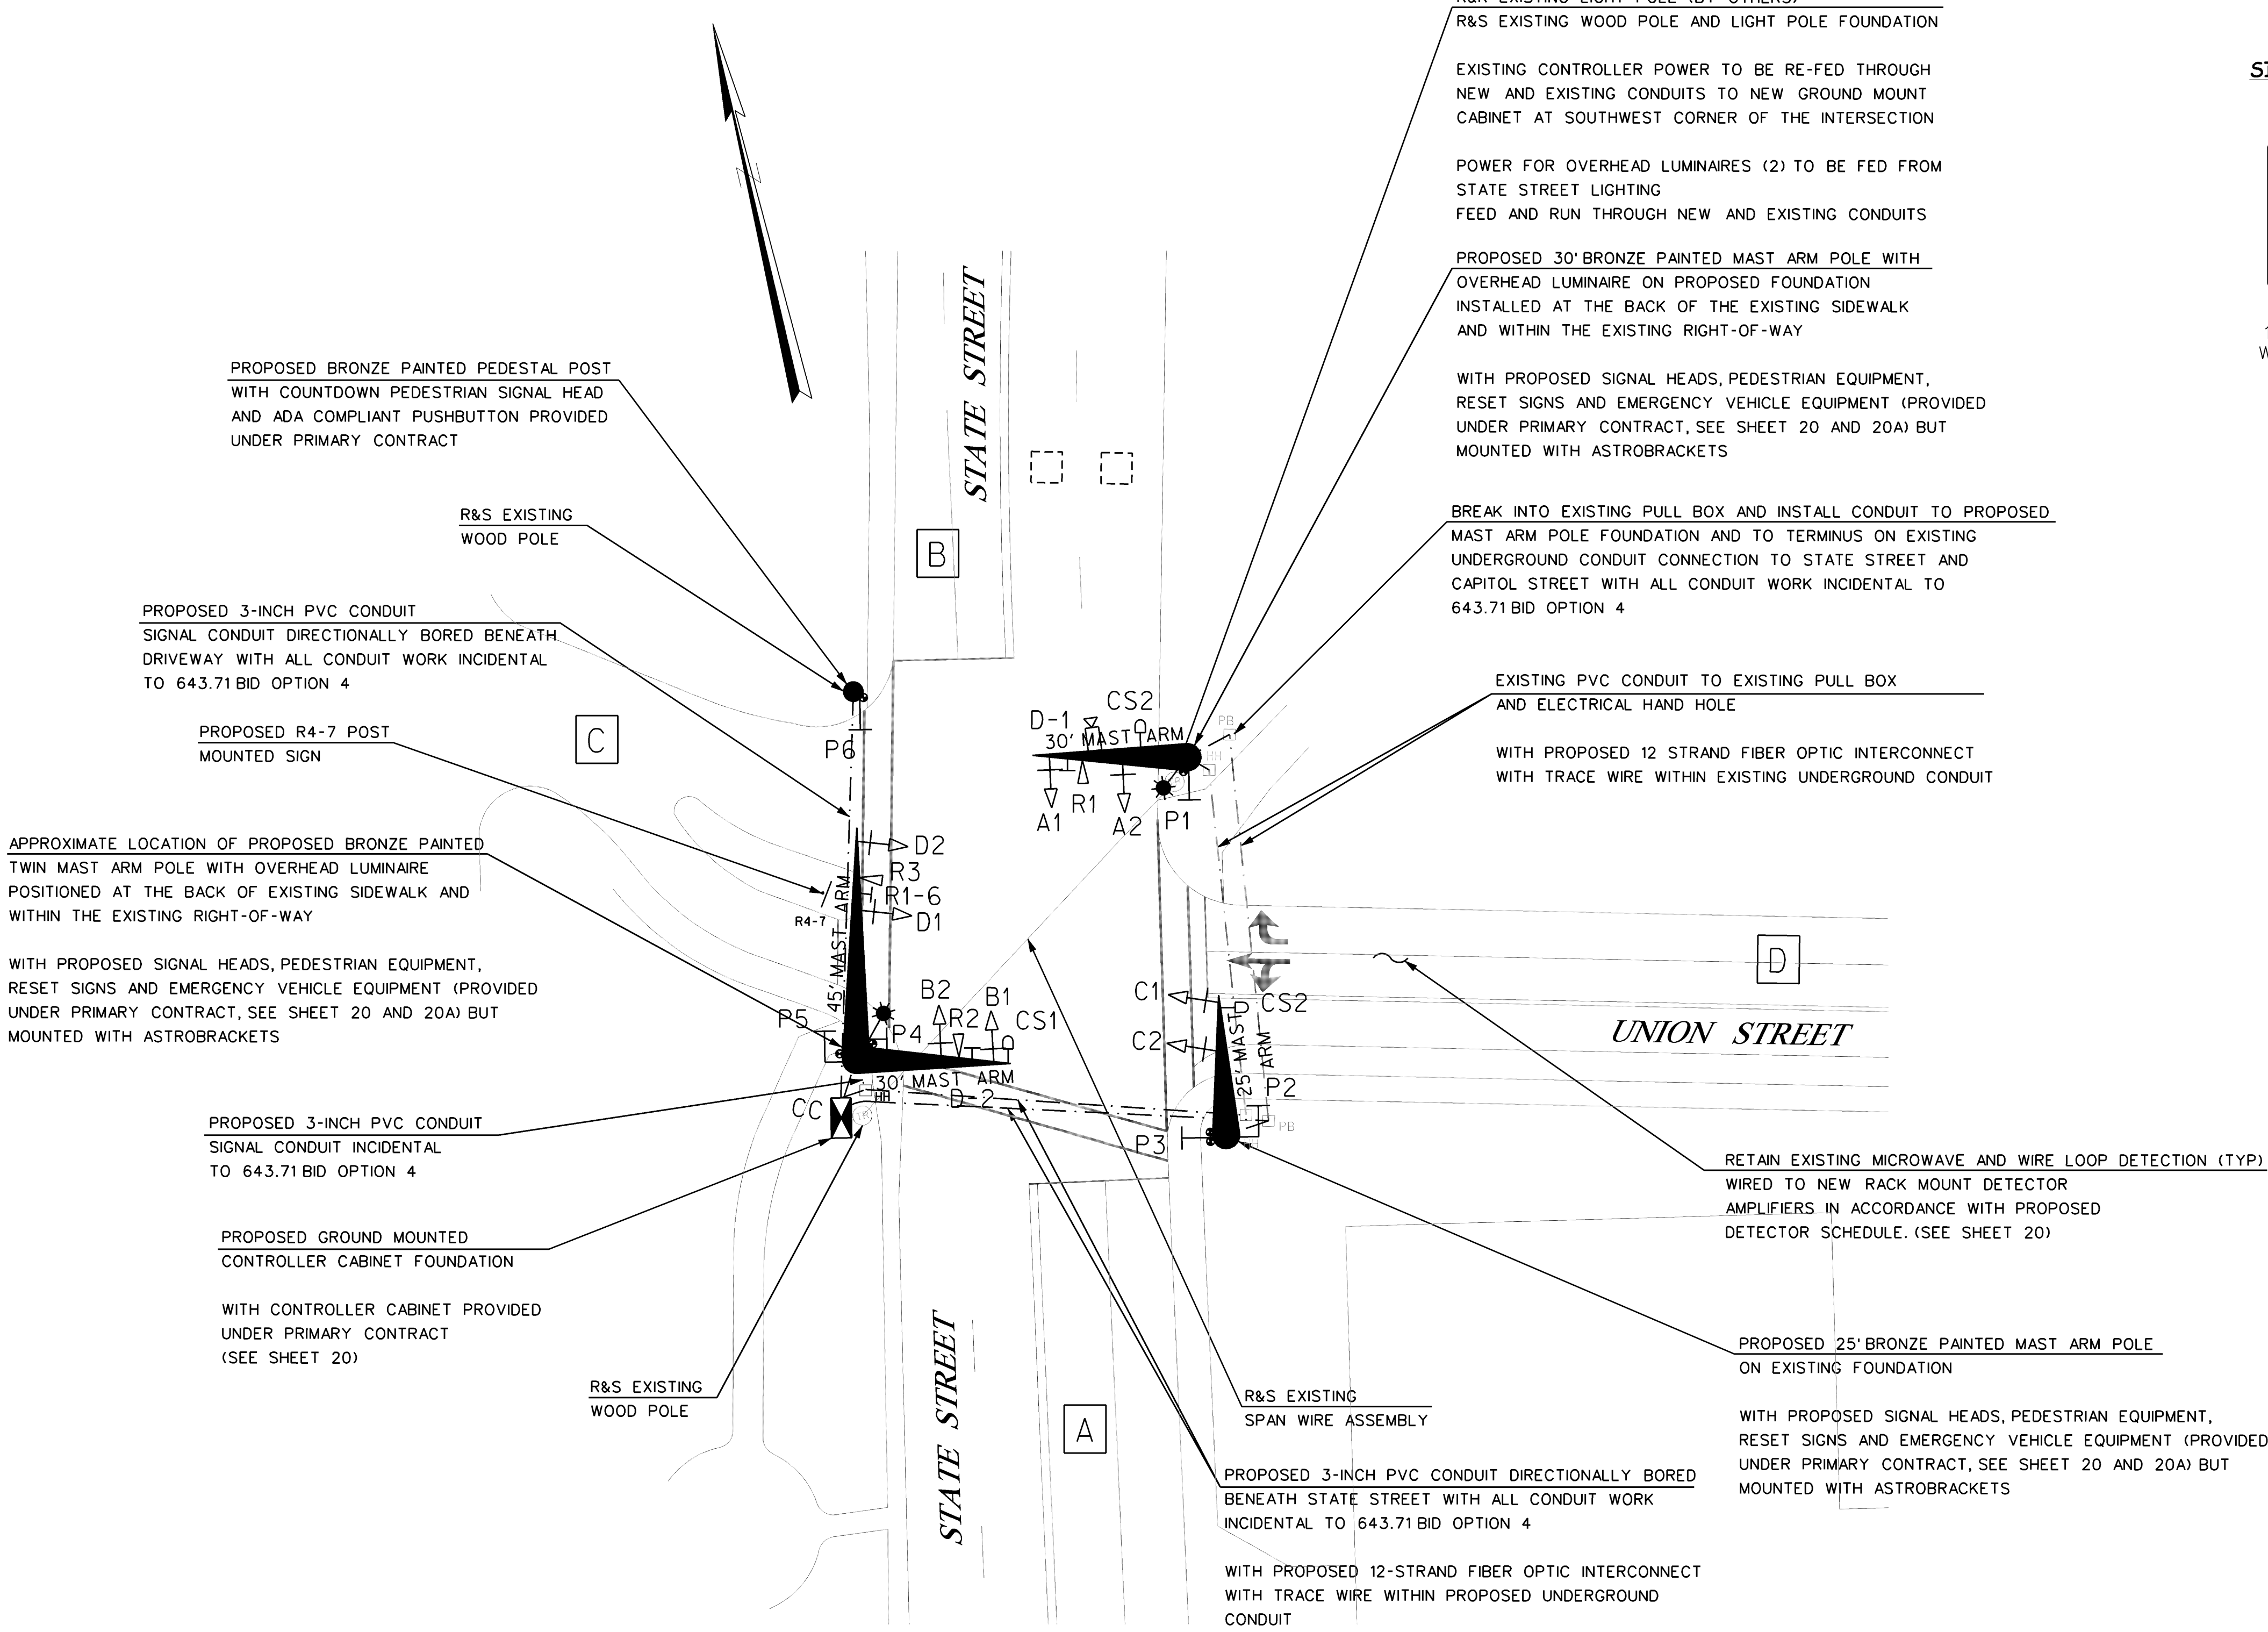 R&R EXISTING LIGHT POLE (BY OTHERS)
R&S EXISTING WOOD POLE AND LIGHT POLE FOUNDATION
EXISTING CONTROLLER POWER TO BE RE-FED THROUGH
NEW AND EXISTING CONDUITS TO NEW GROUND MOUNT
CABINET AT SOUTHWEST CORNER OF THE INTERSECTION
POWER FOR OVERHEAD LUMINAIRES (2) TO BE FED FROM
STATE STREET LIGHTING
FEED AND RUN THROUGH NEW AND EXISTING CONDUITS
PROPOSED 30' BRONZE PAINTED MAST ARM POLE WITH
OVERHEAD LUMINAIRE ON PROPOSED FOUNDATION
INSTALLED AT THE BACK OF THE EXISTING SIDEWALK
AND WITHIN THE EXISTING RIGHT-OF-WAY
WITH PROPOSED SIGNAL HEADS, PEDESTRIAN EQUIPMENT,
RESET SIGNS AND EMERGENCY VEHICLE EQUIPMENT (PROVIDED
UNDER PRIMARY CONTRACT, SEE SHEET 20 AND 20A) BUT
MOUNTED WITH ASTROBRACKETS
BREAK INTO EXISTING PULL BOX AND INSTALL CONDUIT TO PROPOSED
MAST ARM POLE FOUNDATION AND TO TERMINUS ON EXISTING
UNDERGROUND CONDUIT CONNECTION TO STATE STREET AND
CAPITOL STREET WITH ALL CONDUIT WORK INCIDENTAL TO
643.71 BID OPTION 4
EXISTING PVC CONDUIT TO EXISTING PULL BOX
AND ELECTRICAL HAND HOLE
WITH PROPOSED 12 STRAND FIBER OPTIC INTERCONNECT
WITH TRACE WIRE WITHIN EXISTING UNDERGROUND CONDUIT
PROPOSED BRONZE PAINTED PEDESTAL POST
WITH COUNTDOWN PEDESTRIAN SIGNAL HEAD
AND ADA COMPLIANT PUSHBUTTON PROVIDED
UNDER PRIMARY CONTRACT
R&S EXISTING
WOOD POLE
PROPOSED 3-INCH PVC CONDUIT
SIGNAL CONDUIT DIRECTIONALLY BORED BENEATH
DRIVEWAY WITH ALL CONDUIT WORK INCIDENTAL
TO 643.71 BID OPTION 4
PROPOSED R4-7 POST
MOUNTED SIGN
APPROXIMATE LOCATION OF PROPOSED BRONZE PAINTED
TWIN MAST ARM POLE WITH OVERHEAD LUMINAIRE
POSITIONED AT THE BACK OF EXISTING SIDEWALK AND
WITHIN THE EXISTING RIGHT-OF-WAY
WITH PROPOSED SIGNAL HEADS, PEDESTRIAN EQUIPMENT,
RESET SIGNS AND EMERGENCY VEHICLE EQUIPMENT (PROVIDED
UNDER PRIMARY CONTRACT, SEE SHEET 20 AND 20A) BUT
MOUNTED WITH ASTROBRACKETS
PROPOSED 3-INCH PVC CONDUIT
SIGNAL CONDUIT INCIDENTAL
TO 643.71 BID OPTION 4
PROPOSED GROUND MOUNTED
CONTROLLER CABINET FOUNDATION
WITH CONTROLLER CABINET PROVIDED
UNDER PRIMARY CONTRACT
(SEE SHEET 20)
R&S EXISTING
WOOD POLE
STATE STREET
B
C
P6
D-1
CS2
30' MAST ARM
PB
HH
A1
R1
A2
P1
D2
R3
R1-6
R4-7
D1
45' MAST ARM
P5
P4
B2
R2
B1
CS1
30' MAST ARM
HH
D-2
CC
C1
CS2
C2
25' MAST
ARM
P2
P3
PB
D
UNION STREET
STATE STREET
A
RETAIN EXISTING MICROWAVE AND WIRE LOOP DETECTION (TYP)
WIRED TO NEW RACK MOUNT DETECTOR
AMPLIFIERS IN ACCORDANCE WITH PROPOSED
DETECTOR SCHEDULE. (SEE SHEET 20)
PROPOSED 25' BRONZE PAINTED MAST ARM POLE
ON EXISTING FOUNDATION
WITH PROPOSED SIGNAL HEADS, PEDESTRIAN EQUIPMENT,
RESET SIGNS AND EMERGENCY VEHICLE EQUIPMENT (PROVIDED
UNDER PRIMARY CONTRACT, SEE SHEET 20 AND 20A) BUT
MOUNTED WITH ASTROBRACKETS
R&S EXISTING
SPAN WIRE ASSEMBLY
PROPOSED 3-INCH PVC CONDUIT DIRECTIONALLY BORED
BENEATH STATE STREET WITH ALL CONDUIT WORK
INCIDENTAL TO 643.71 BID OPTION 4
WITH PROPOSED 12-STRAND FIBER OPTIC INTERCONNECT
WITH TRACE WIRE WITHIN PROPOSED UNDERGROUND
CONDUIT